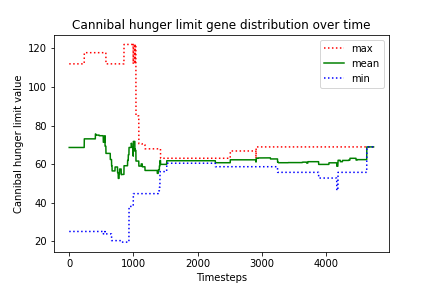 Cannibal hunger limit gene distribution over time
max
mean
min
120
100
80
60
40
20
Cannibal hunger limit value
0 1000 2000 3000 4000
Timesteps